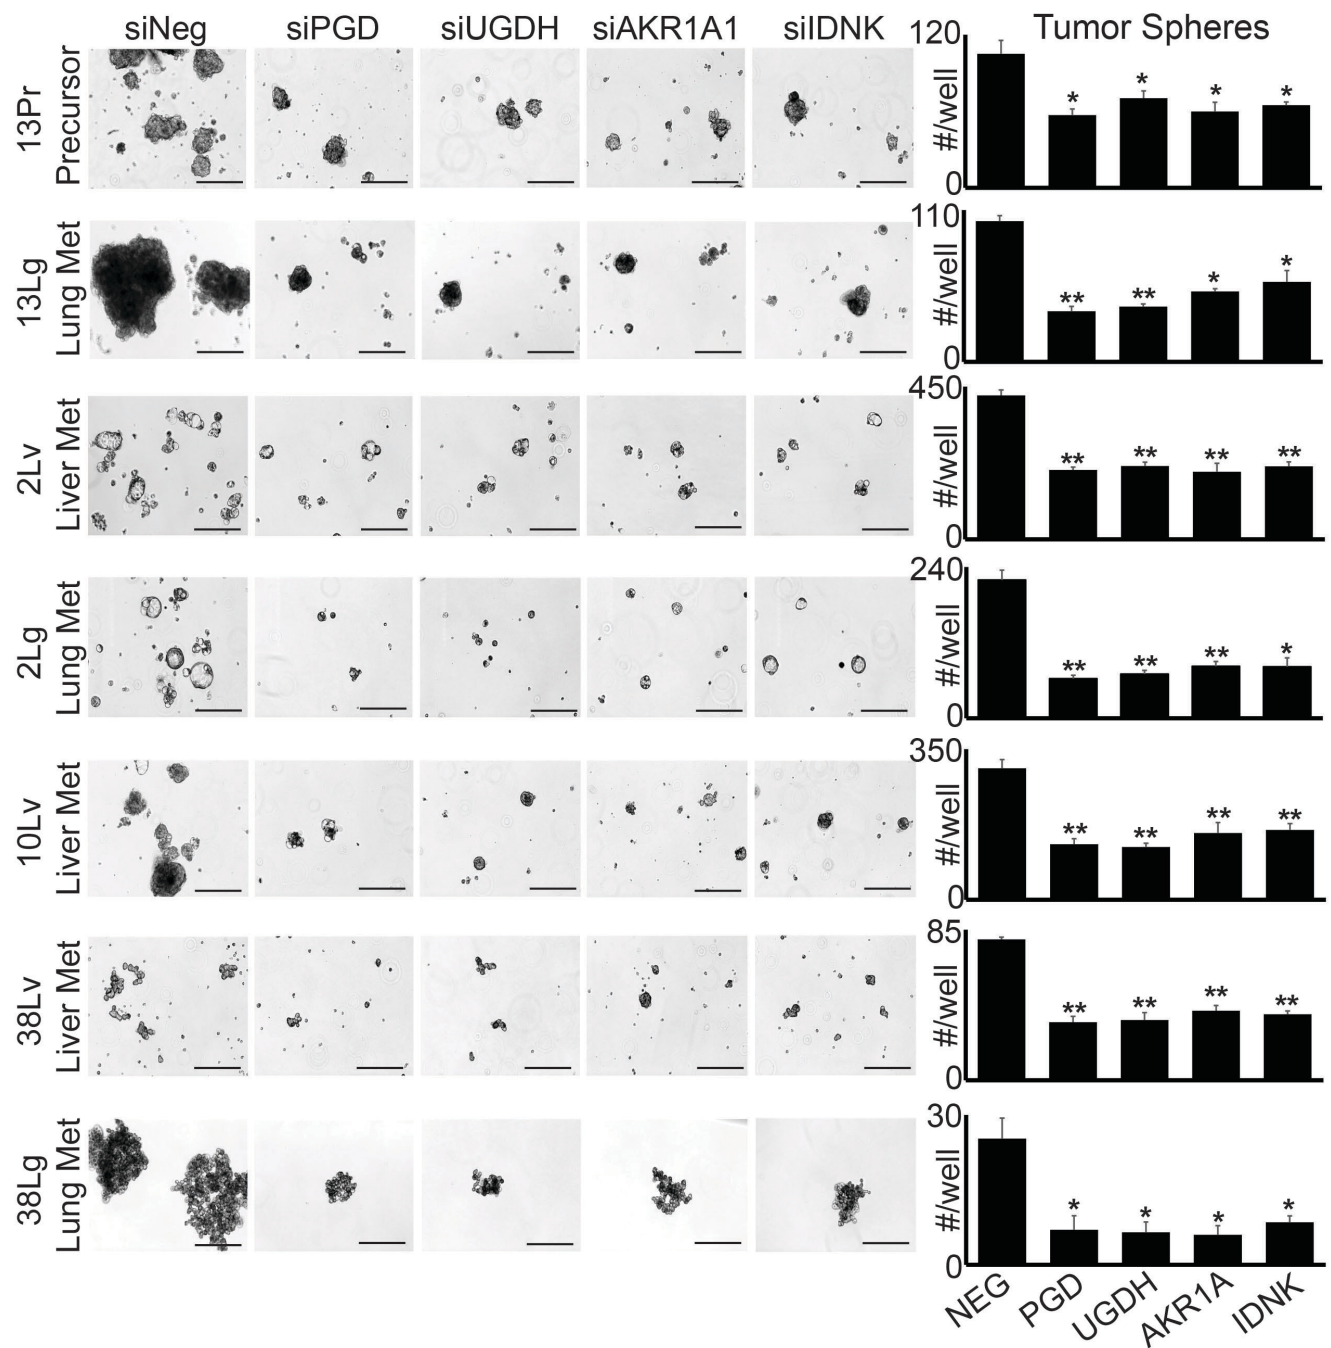 siNeg siPGD siUGDH siAKR1A1 siIDNK Tumor Spheres
13Pr
Precursor
120
#/well
* * * *
0
13Lg
Lung Met
110
#/well
** ** * *
0
2Lv
Liver Met
450
#/well
** ** ** **
0
2Lg
Lung Met
240
#/well
** ** ** *
0
10Lv
Liver Met
350
#/well
** ** ** **
0
38Lv
Liver Met
85
#/well
** ** ** **
0
38Lg
Lung Met
30
#/well
* * * *
0
NEG PGD UGDH AKR1A IDNK